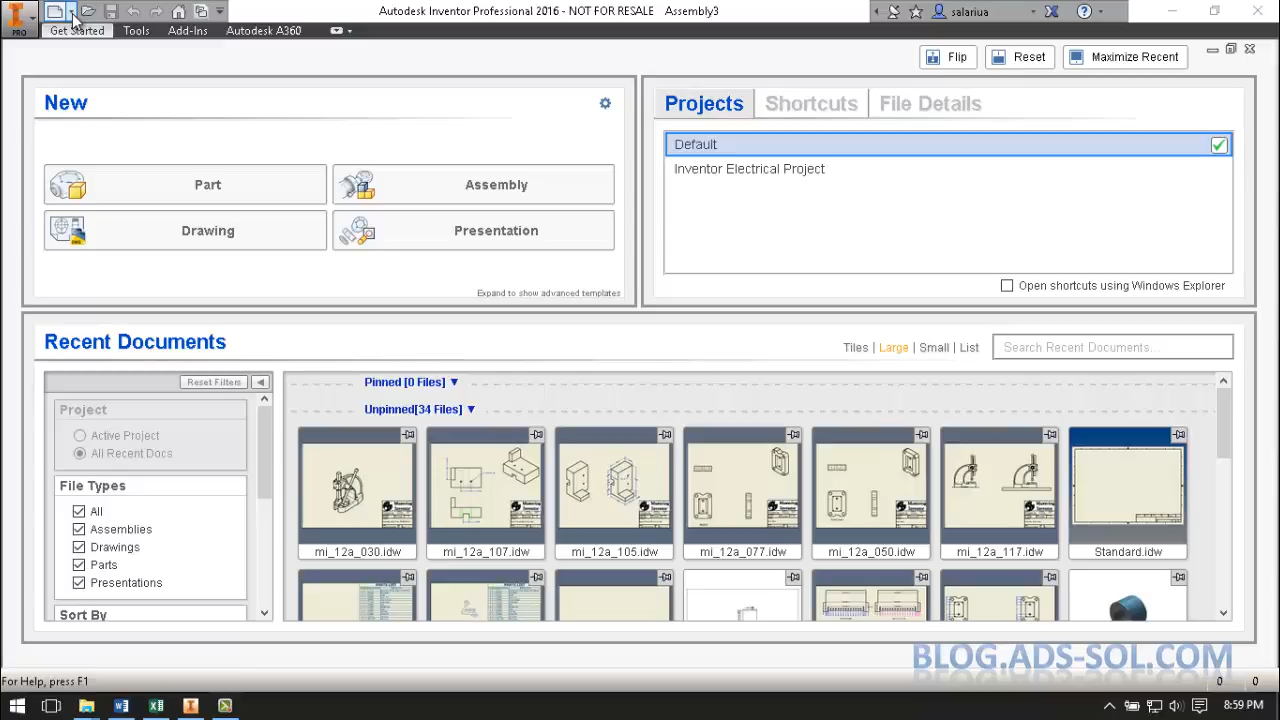 Autodesk Inventor Professional 2016 - NOT FOR RESALE Assembly3
salariua
PRO
Get Started Tools Add-Ins Autodesk A360
Flip Reset Maximize Recent
New
Part Assembly
Drawing Presentation
Expand to show advanced templates
Projects Shortcuts File Details
Default
Inventor Electrical Project
Open shortcuts using Windows Explorer
Recent Documents
Tiles | Large | Small | List Search Recent Documents...
Reset Filters
Project
Active Project
All Recent Docs
File Types
All
Assemblies
Drawings
Parts
Presentations
Sort By
Pinned [0 Files]
Unpinned[34 Files]
mi_12a_030.idw mi_12a_107.idw mi_12a_105.idw mi_12a_077.idw mi_12a_050.idw mi_12a_117.idw Standard.idw
BLOG.ADS-SOL.COM
For Help, press F1 0 0
8:59 PM